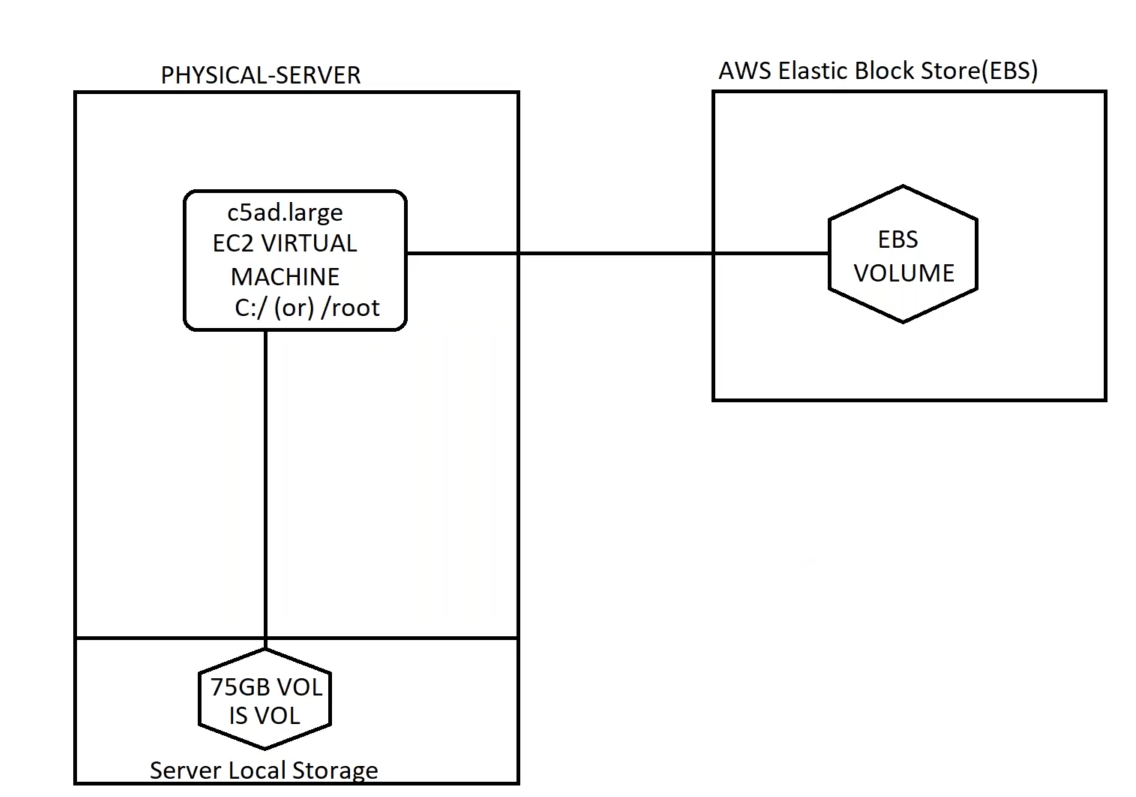 PHYSICAL-SERVER
AWS Elastic Block Store(EBS)
c5ad.large
EC2 VIRTUAL
MACHINE
C:/ (or) /root
EBS
VOLUME
75GB VOL
IS VOL
Server Local Storage